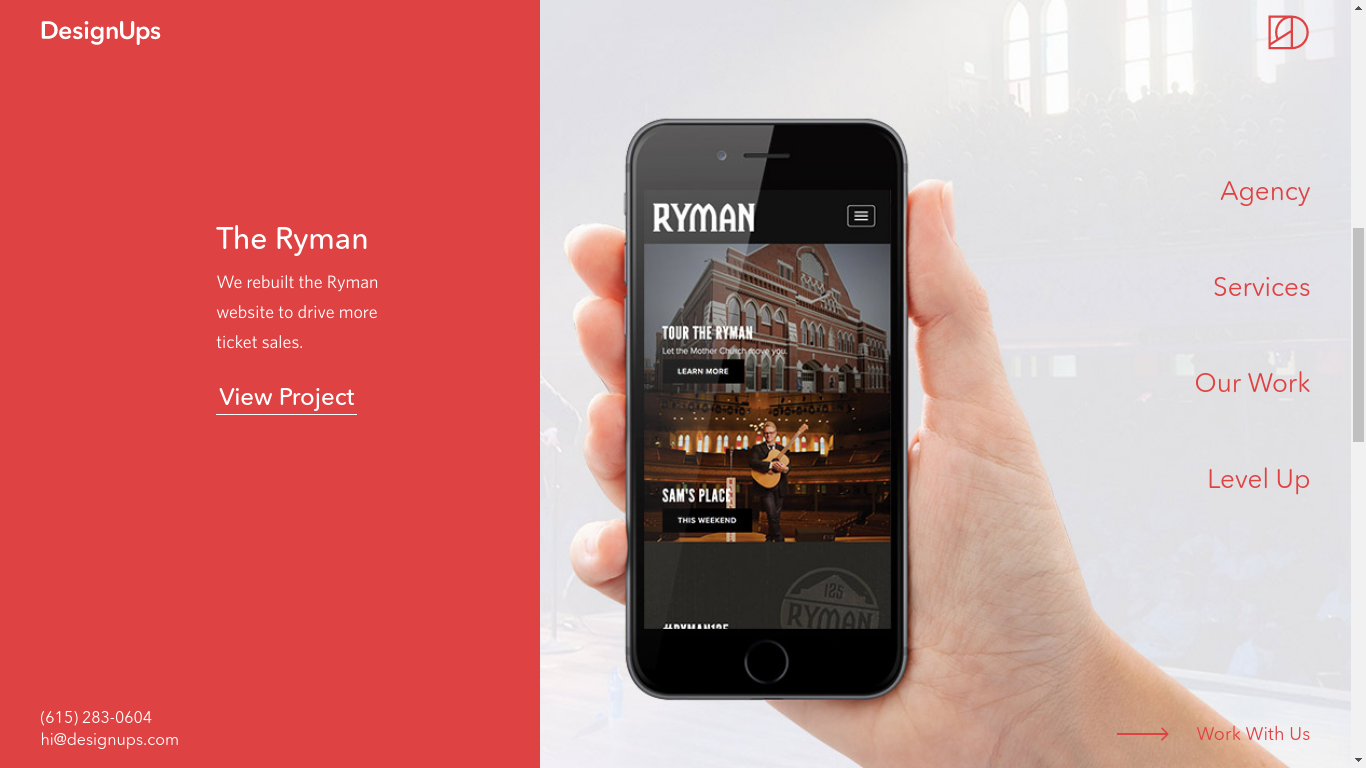 DesignUps
The Ryman
We rebuilt the Ryman
website to drive more
ticket sales.
View Project
(615) 283-0604
hi@designups.com
RYMAN
TOUR THE RYMAN
Let the Mother Church move you.
LEARN MORE
SAM'S PLACE
THIS WEEKEND
125
RYMAN
#RYMAN125
Agency
Services
Our Work
Level Up
Work With Us